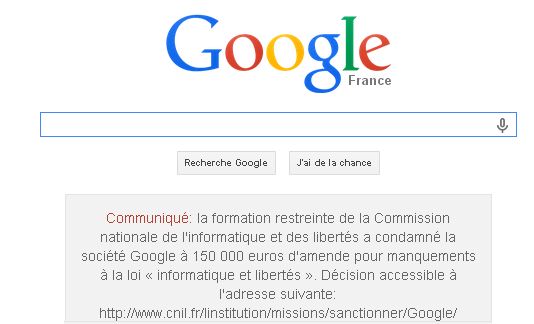 Google
France
Recherche Google
J'ai de la chance
Communiqué: la formation restreinte de la Commission
nationale de l'informatique et des libertés a condamné la
société Google à 150 000 euros d'amende pour manquements
à la loi « informatique et libertés ». Décision accessible à
l'adresse suivante:
http://www.cnil.fr/linstitution/missions/sanctionner/Google/